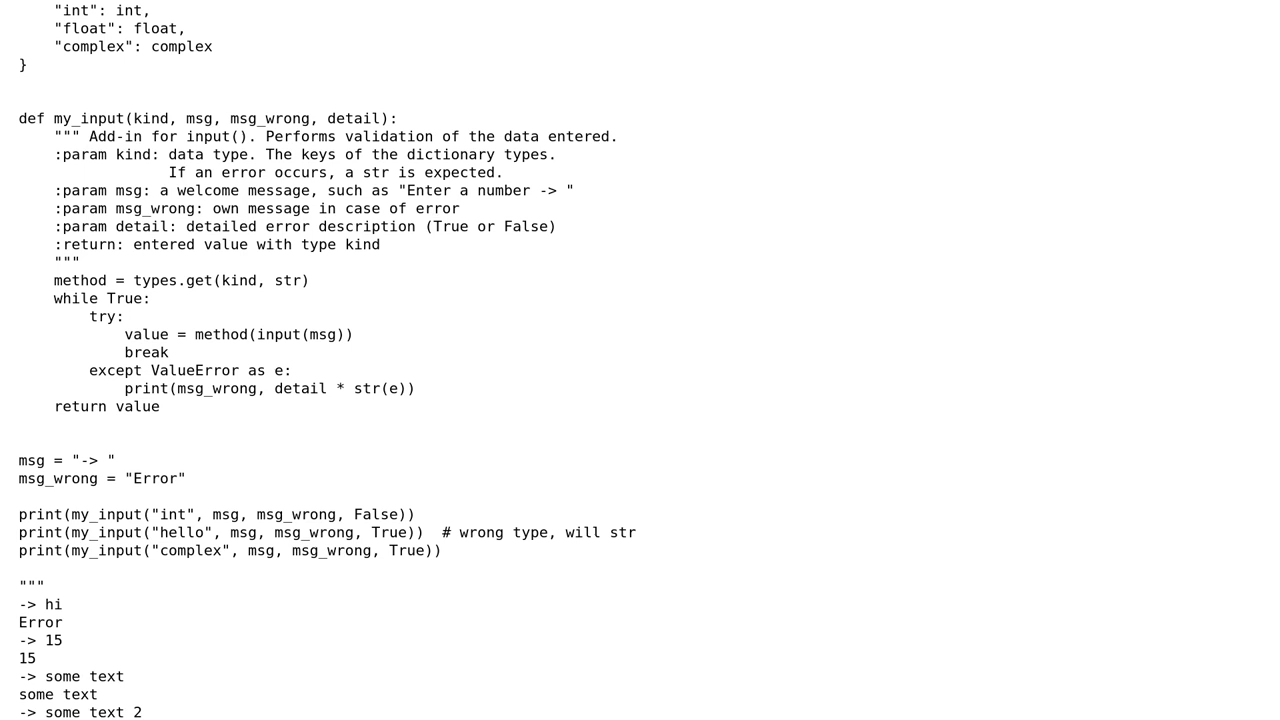 "int": int,
    "float": float,
    "complex": complex
}


def my_input(kind, msg, msg_wrong, detail):
    """ Add-in for input(). Performs validation of the data entered.
    :param kind: data type. The keys of the dictionary types.
                 If an error occurs, a str is expected.
    :param msg: a welcome message, such as "Enter a number -> "
    :param msg_wrong: own message in case of error
    :param detail: detailed error description (True or False)
    :return: entered value with type kind
    """
    method = types.get(kind, str)
    while True:
        try:
            value = method(input(msg))
            break
        except ValueError as e:
            print(msg_wrong, detail * str(e))
    return value


msg = "-> "
msg_wrong = "Error"

print(my_input("int", msg, msg_wrong, False))
print(my_input("hello", msg, msg_wrong, True))  # wrong type, will str
print(my_input("complex", msg, msg_wrong, True))

"""
-> hi
Error
-> 15
15
-> some text
some text
-> some text 2